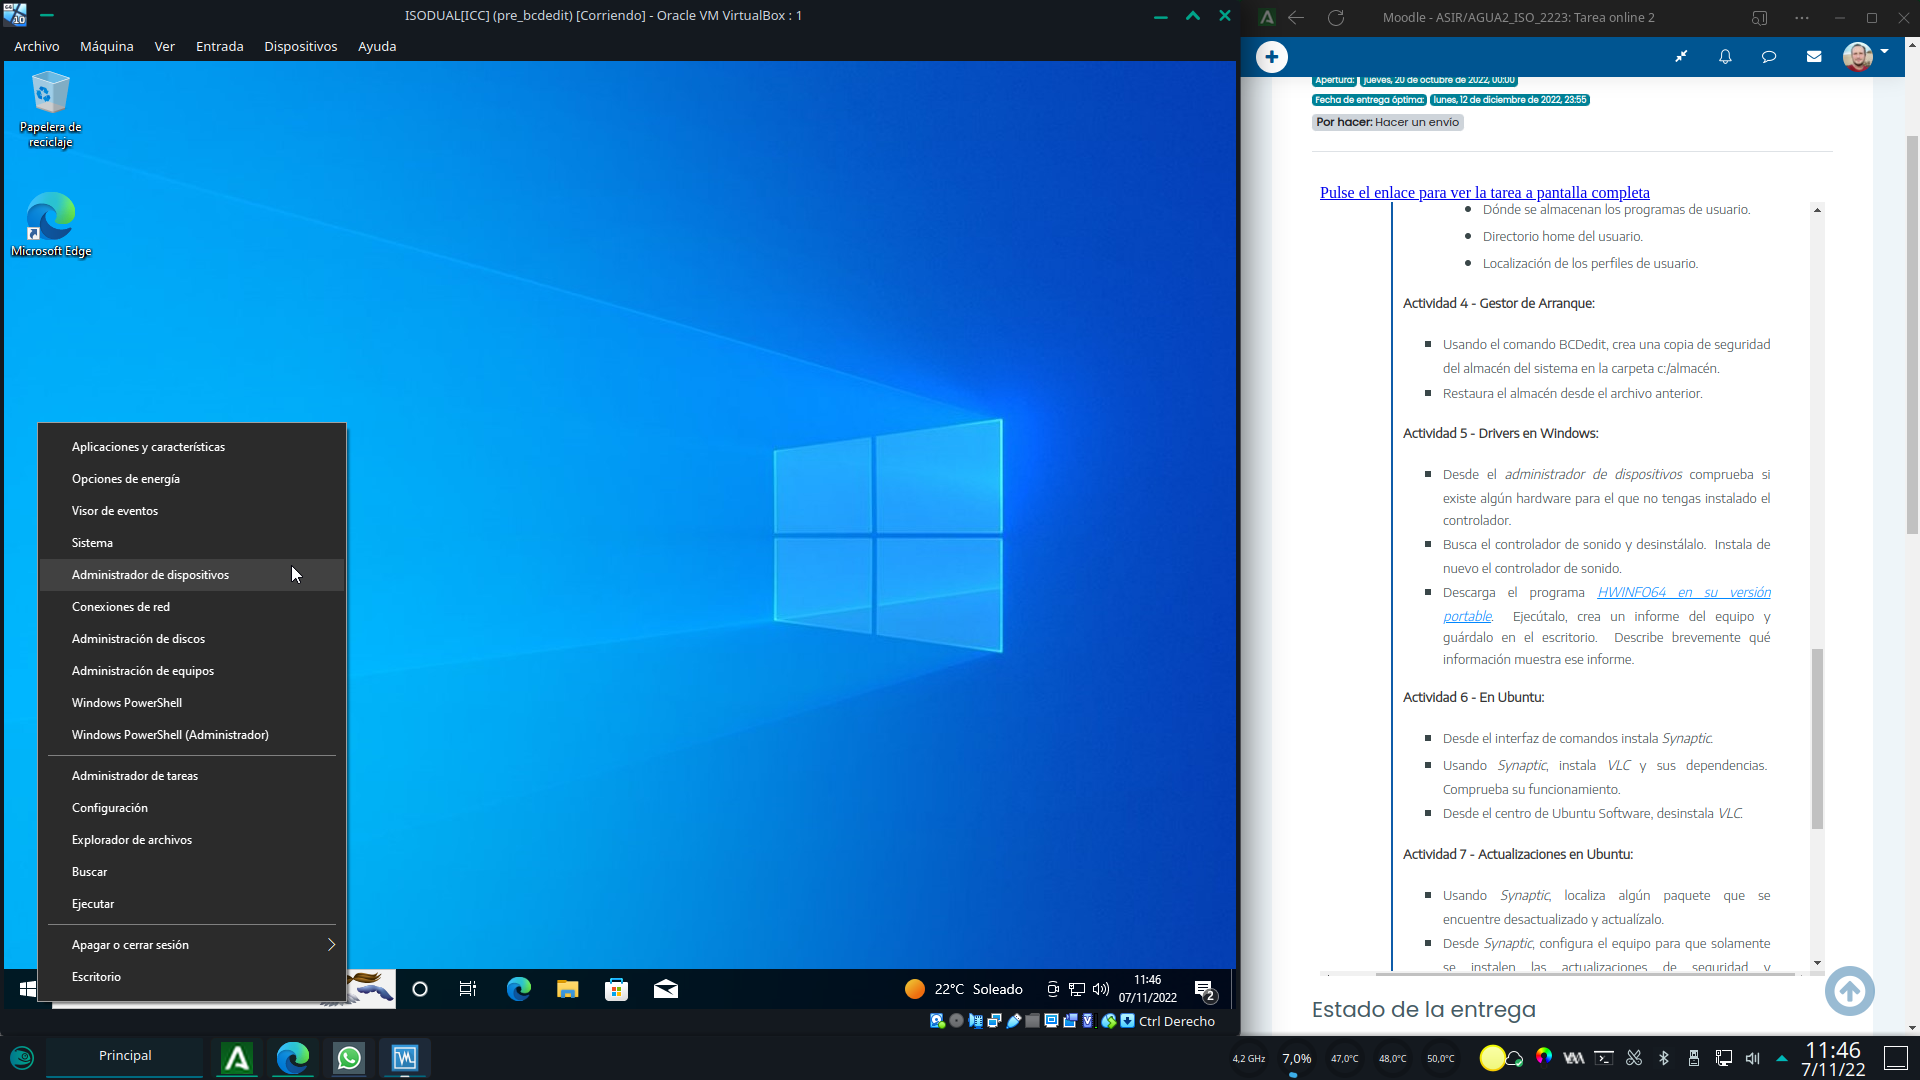 ISODUAL[ICC] (pre_bcdedit) [Corriendo] - Oracle VM VirtualBox : 1
Archivo Máquina Ver Entrada Dispositivos Ayuda
Papelera de
reciclaje
Microsoft Edge
Aplicaciones y características
Opciones de energía
Visor de eventos
Sistema
Administrador de dispositivos
Conexiones de red
Administración de discos
Administración de equipos
Windows PowerShell
Windows PowerShell (Administrador)
Administrador de tareas
Configuración
Explorador de archivos
Buscar
Ejecutar
Apagar o cerrar sesión
Escritorio
22°C Soleado
11:46
07/11/2022
2
Ctrl Derecho
Moodle - ASIR/AGUA2_ISO_2223: Tarea online 2
Apertura: jueves, 20 de octubre de 2022, 00:00
Fecha de entrega óptima: lunes, 12 de diciembre de 2022, 23:55
Por hacer: Hacer un envío
Pulse el enlace para ver la tarea a pantalla completa
Dónde se almacenan los programas de usuario.
Directorio home del usuario.
Localización de los perfiles de usuario.
Actividad 4 - Gestor de Arranque:
Usando el comando BCDedit, crea una copia de seguridad
del almacén del sistema en la carpeta c:/almacén.
Restaura el almacén desde el archivo anterior.
Actividad 5 - Drivers en Windows:
Desde el administrador de dispositivos comprueba si
existe algún hardware para el que no tengas instalado el
controlador.
Busca el controlador de sonido y desinstálalo. Instala de
nuevo el controlador de sonido.
Descarga el programa HWINFO64 en su versión
portable. Ejecútalo, crea un informe del equipo y
guárdalo en el escritorio. Describe brevemente qué
información muestra ese informe.
Actividad 6 - En Ubuntu:
Desde el interfaz de comandos instala Synaptic.
Usando Synaptic, instala VLC y sus dependencias.
Comprueba su funcionamiento.
Desde el centro de Ubuntu Software, desinstala VLC.
Actividad 7 - Actualizaciones en Ubuntu:
Usando Synaptic, localiza algún paquete que se
encuentre desactualizado y actualízalo.
Desde Synaptic, configura el equipo para que solamente
se instalen las actualizaciones de seguridad y
Estado de la entrega
Principal
4,2 GHz 7,0% 47,0°C 48,0°C 50,0°C
11:46
7/11/22